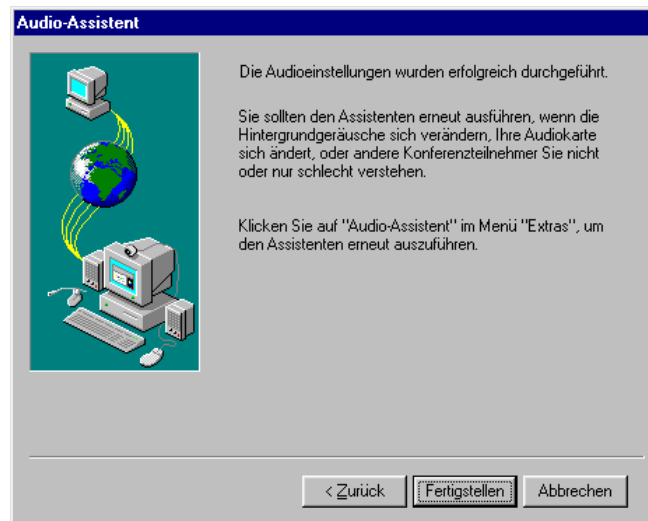 Audio-Assistent
Die Audioeinstellungen wurden erfolgreich durchgeführt.
Sie sollten den Assistenten erneut ausführen, wenn die
Hintergrundgeräusche sich verändern, Ihre Audiokarte
sich ändert, oder andere Konferenzteilnehmer Sie nicht
oder nur schlecht verstehen.
Klicken Sie auf "Audio-Assistent" im Menü "Extras", um
den Assistenten erneut auszuführen.
< Zurück Fertigstellen Abbrechen